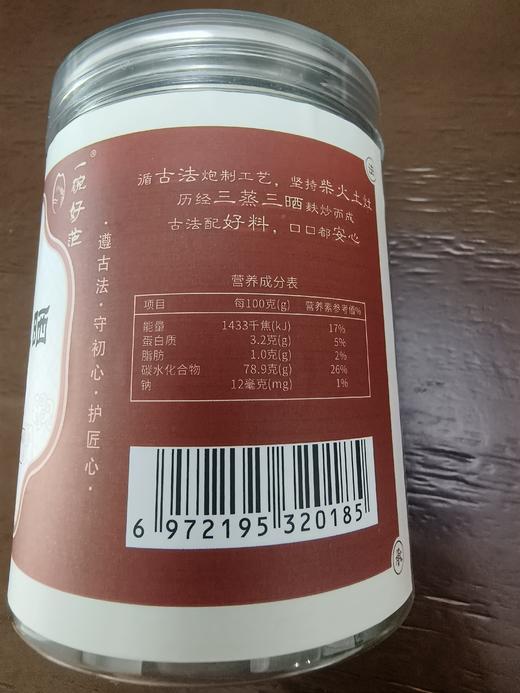 一碗好范®
·遵古法·守初心·护匠心·
晒
循古法炮制工艺，坚持柴火土灶
历经三蒸三晒麸炒而成
古法配好料，口口都安心
营养成分表
项目 每100克(g) 营养素参考值%
能量 1433千焦(kJ) 17%
蛋白质 3.2克(g) 5%
脂肪 1.0克(g) 2%
碳水化合物 78.9克(g) 26%
钠 12毫克(mg) 1%
6 972195 320185